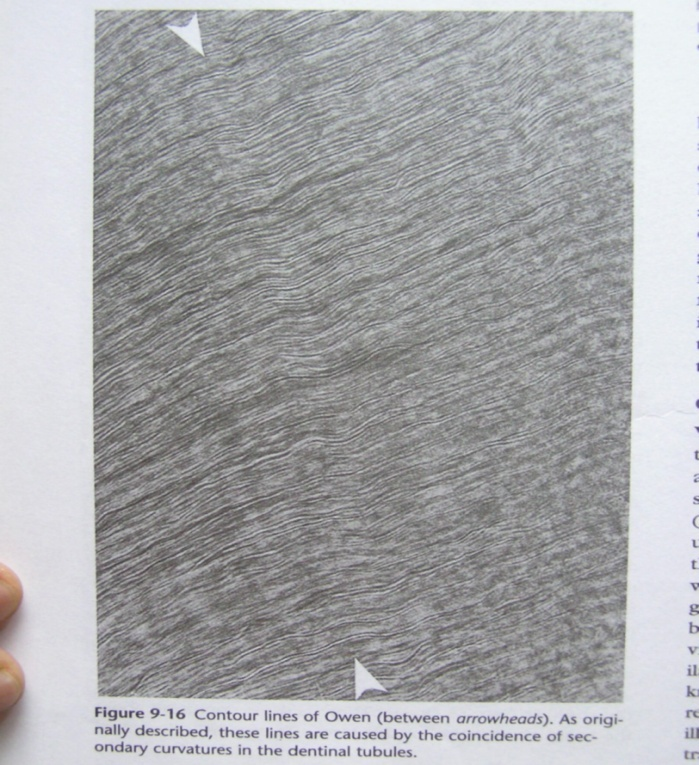 Figure 9-16 Contour lines of Owen (between arrowheads). As origi-
nally described, these lines are caused by the coincidence of sec-
ondary curvatures in the dentinal tubules.